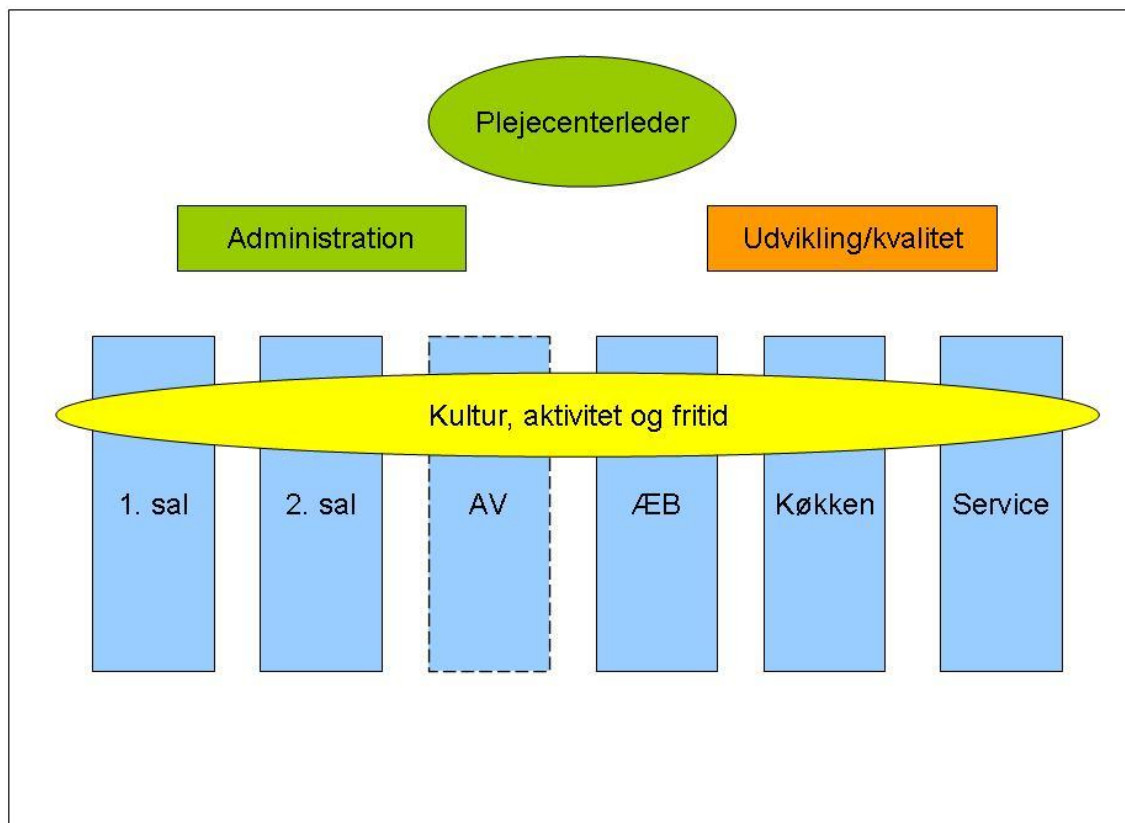 Plejecenterleder
Administration
Udvikling/kvalitet
Kultur, aktivitet og fritid
1. sal
2. sal
AV
ÆB
Køkken
Service